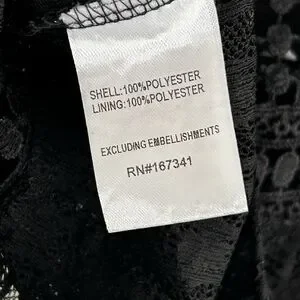 SHELL:100%POLYESTER
LINING:100%POLYESTER
EXCLUDING EMBELLISHMENTS
RN#167341